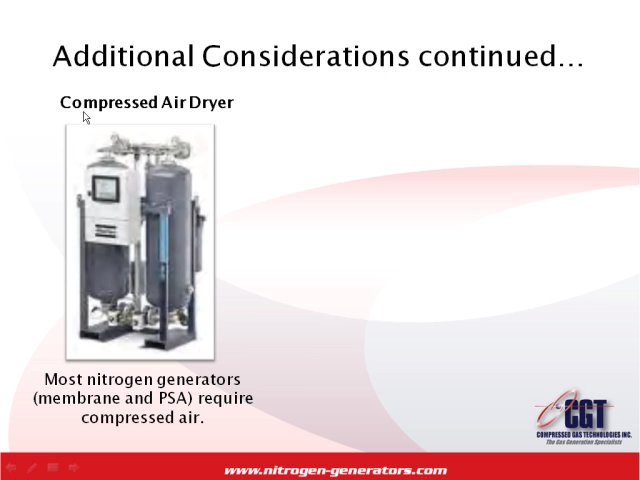 Additional Considerations continued…
Compressed Air Dryer
Most nitrogen generators
(membrane and PSA) require
compressed air.
CGT
COMPRESSED GAS TECHNOLOGIES INC.
The Gas Generation Specialists
www.nitrogen-generators.com